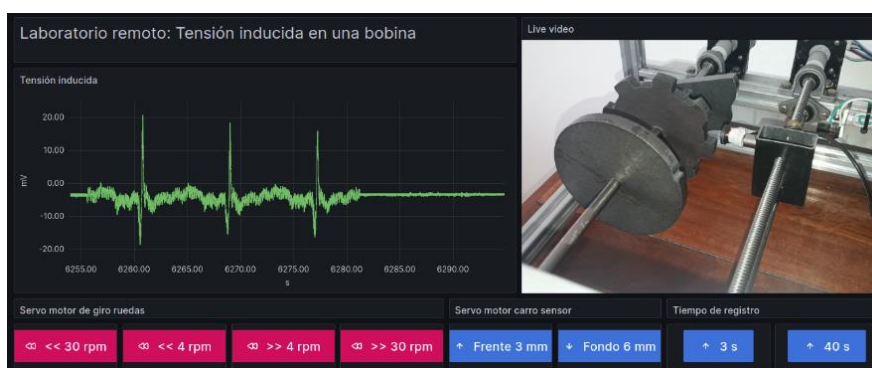 Laboratorio remoto: Tensión inducida en una bobina
Live video
Tensión inducida
20.00
10.00
0.00
-10.00
-20.00
mV
6255.00 6260.00 6265.00 6270.00 6275.00 6280.00 6285.00 6290.00
s
Servo motor de giro ruedas
Servo motor carro sensor
Tiempo de registro
<< 30 rpm
<< 4 rpm
>> 4 rpm
>> 30 rpm
↑ Frente 3 mm
↓ Fondo 6 mm
↑ 3 s
↑ 40 s